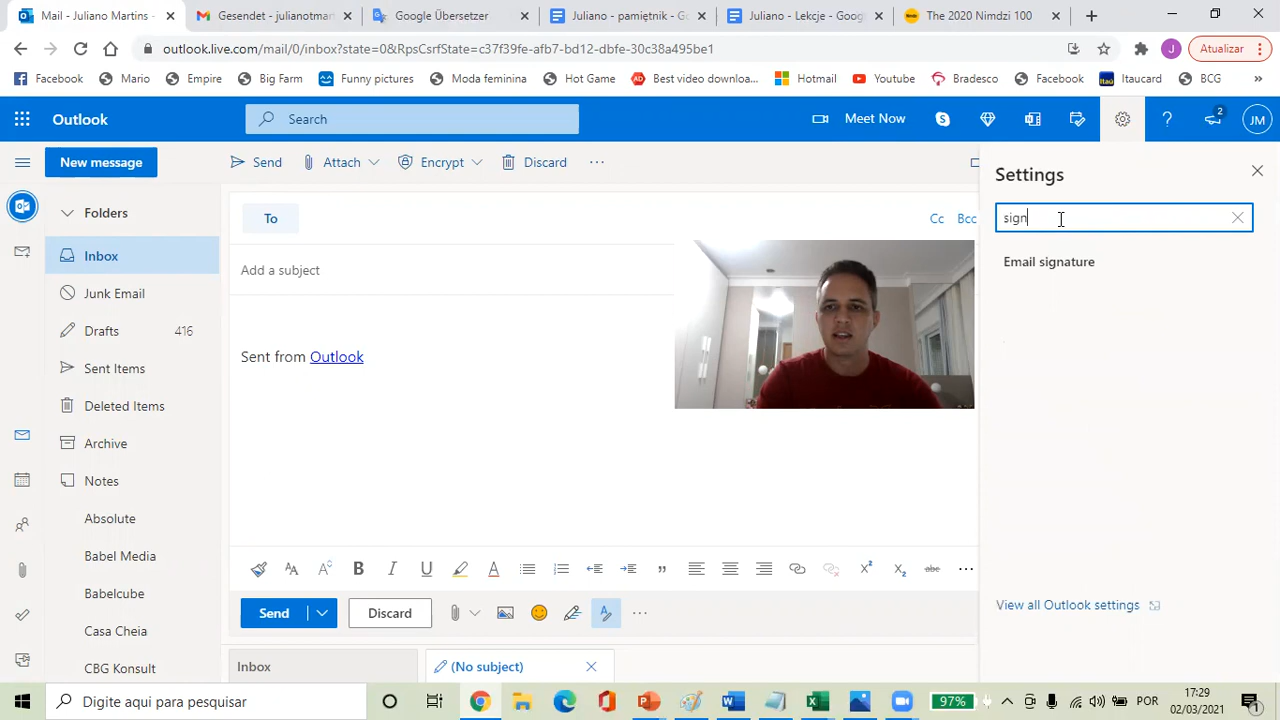 Mail - Juliano Martins -
Gesendet - julianotmar
Google Übersetzer
Juliano - pamiętnik - Go
Juliano - Lekcje - Goog
The 2020 Nimdzi 100
outlook.live.com/mail/0/inbox?state=0&RpsCsrfState=c37f39fe-afb7-bd12-dbfe-30c38a495be1
J
Atualizar
Facebook
Mario
Empire
Big Farm
Funny pictures
Moda feminina
Hot Game
Best video downloa...
Hotmail
YouTube
Bradesco
Facebook
Itaú
Itaucard
BCG
»
Outlook
Search
Meet Now
?
2
JM
New message
Send
Attach
Encrypt
Discard
...
Settings
Folders
To
Cc
Bcc
sign
Inbox
Add a subject
Email signature
Junk Email
Drafts
416
Sent from Outlook
Sent Items
Deleted Items
Archive
Notes
Absolute
Babel Media
B
I
U
A
abc
...
Babelcube
Send
Discard
...
View all Outlook settings
Casa Cheia
CBG Konsult
Inbox
(No subject)
Digite aqui para pesquisar
97%
POR
17:29
02/03/2021
1